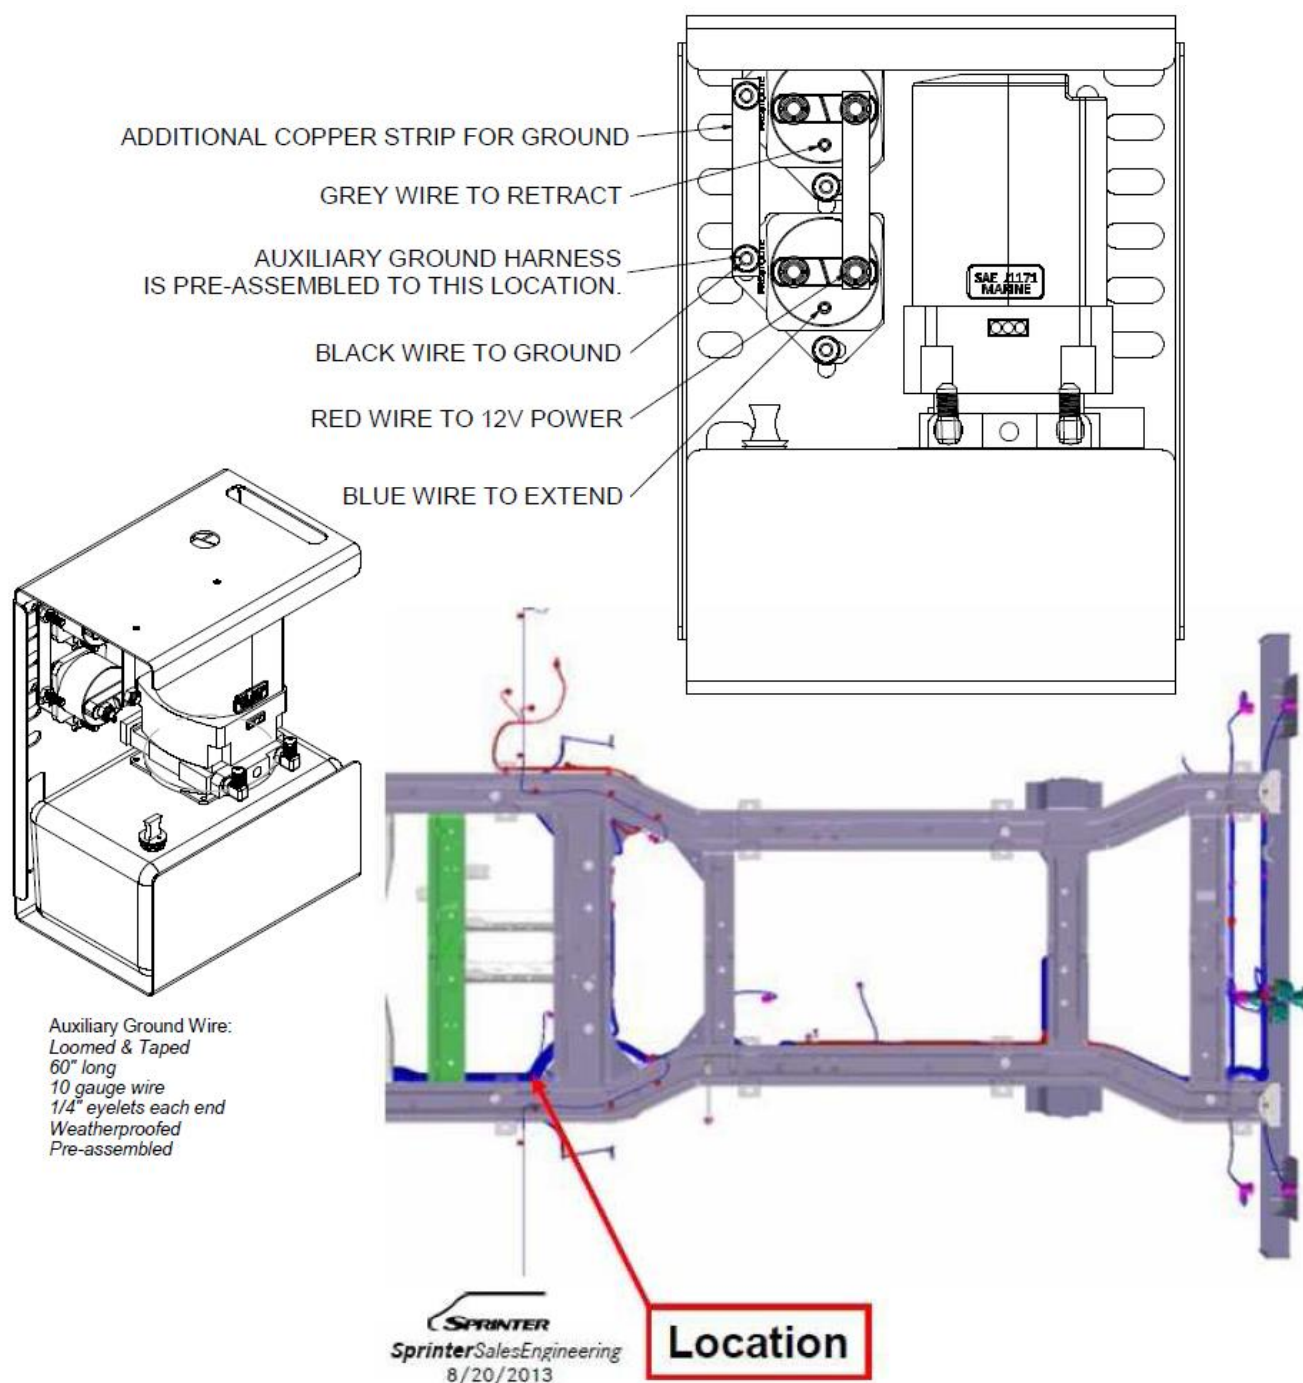 ADDITIONAL COPPER STRIP FOR GROUND
GREY WIRE TO RETRACT
AUXILIARY GROUND HARNESS
IS PRE-ASSEMBLED TO THIS LOCATION.
BLACK WIRE TO GROUND
RED WIRE TO 12V POWER
BLUE WIRE TO EXTEND
SAE J1171
MARINE
Auxiliary Ground Wire:
Loomed & Taped
60" long
10 gauge wire
1/4" eyelets each end
Weatherproofed
Pre-assembled
SPRINTER
SprinterSalesEngineering
8/20/2013
Location